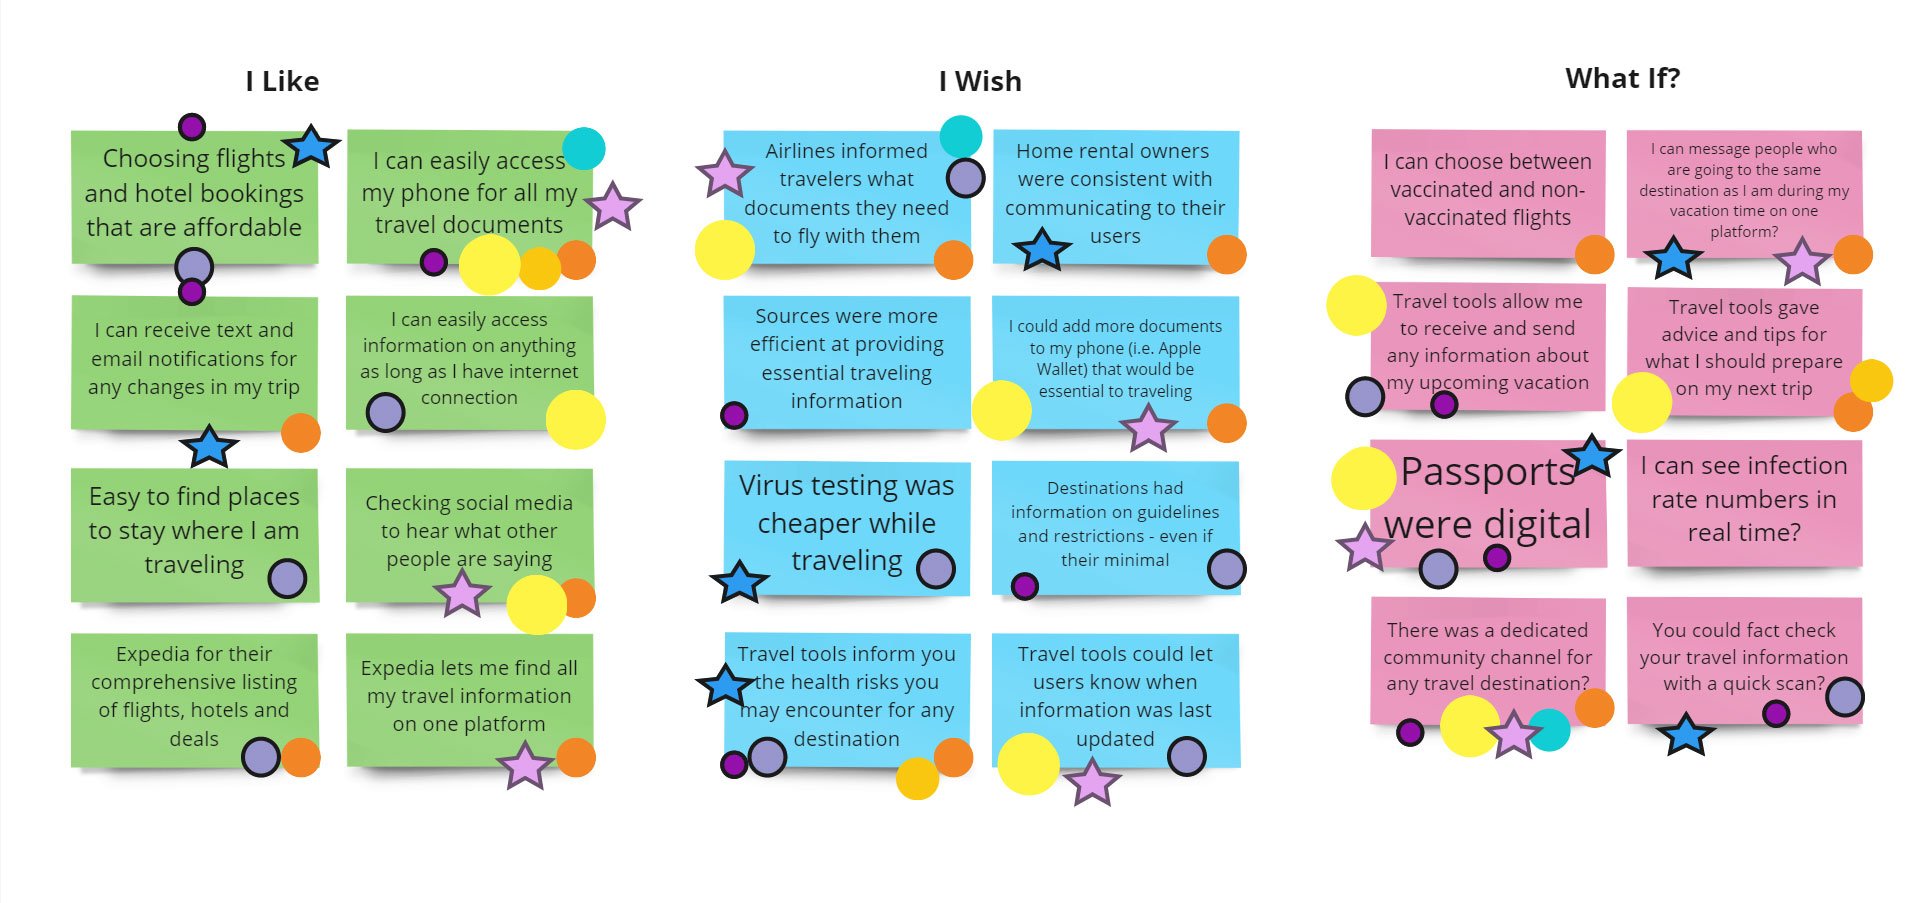 I Like
Choosing flights
and hotel bookings
that are affordable
I can easily access
my phone for all my
travel documents
I can receive text and
email notifications for
any changes in my trip
I can easily access
information on anything
as long as I have internet
connection
Easy to find places
to stay where I am
traveling
Checking social media
to hear what other
people are saying
Expedia for their
comprehensive listing
of flights, hotels and
deals
Expedia lets me find all
my travel information
on one platform
I Wish
Airlines informed
travelers what
documents they need
to fly with them
Home rental owners
were consistent with
communicating to their
users
Sources were more
efficient at providing
essential traveling
information
I could add more documents
to my phone (i.e. Apple
Wallet) that would be
essential to traveling
Virus testing was
cheaper while
traveling
Destinations had
information on guidelines
and restrictions - even if
their minimal
Travel tools inform you
the health risks you
may encounter for any
destination
Travel tools could let
users know when
information was last
updated
What If?
I can choose between
vaccinated and non-
vaccinated flights
I can message people who
are going to the same
destination as I am during my
vacation time on one
platform?
Travel tools allow me
to receive and send
any information about
my upcoming vacation
Travel tools gave
advice and tips for
what I should prepare
on my next trip
Passports
were digital
I can see infection
rate numbers in
real time?
There was a dedicated
community channel for
any travel destination?
You could fact check
your travel information
with a quick scan?